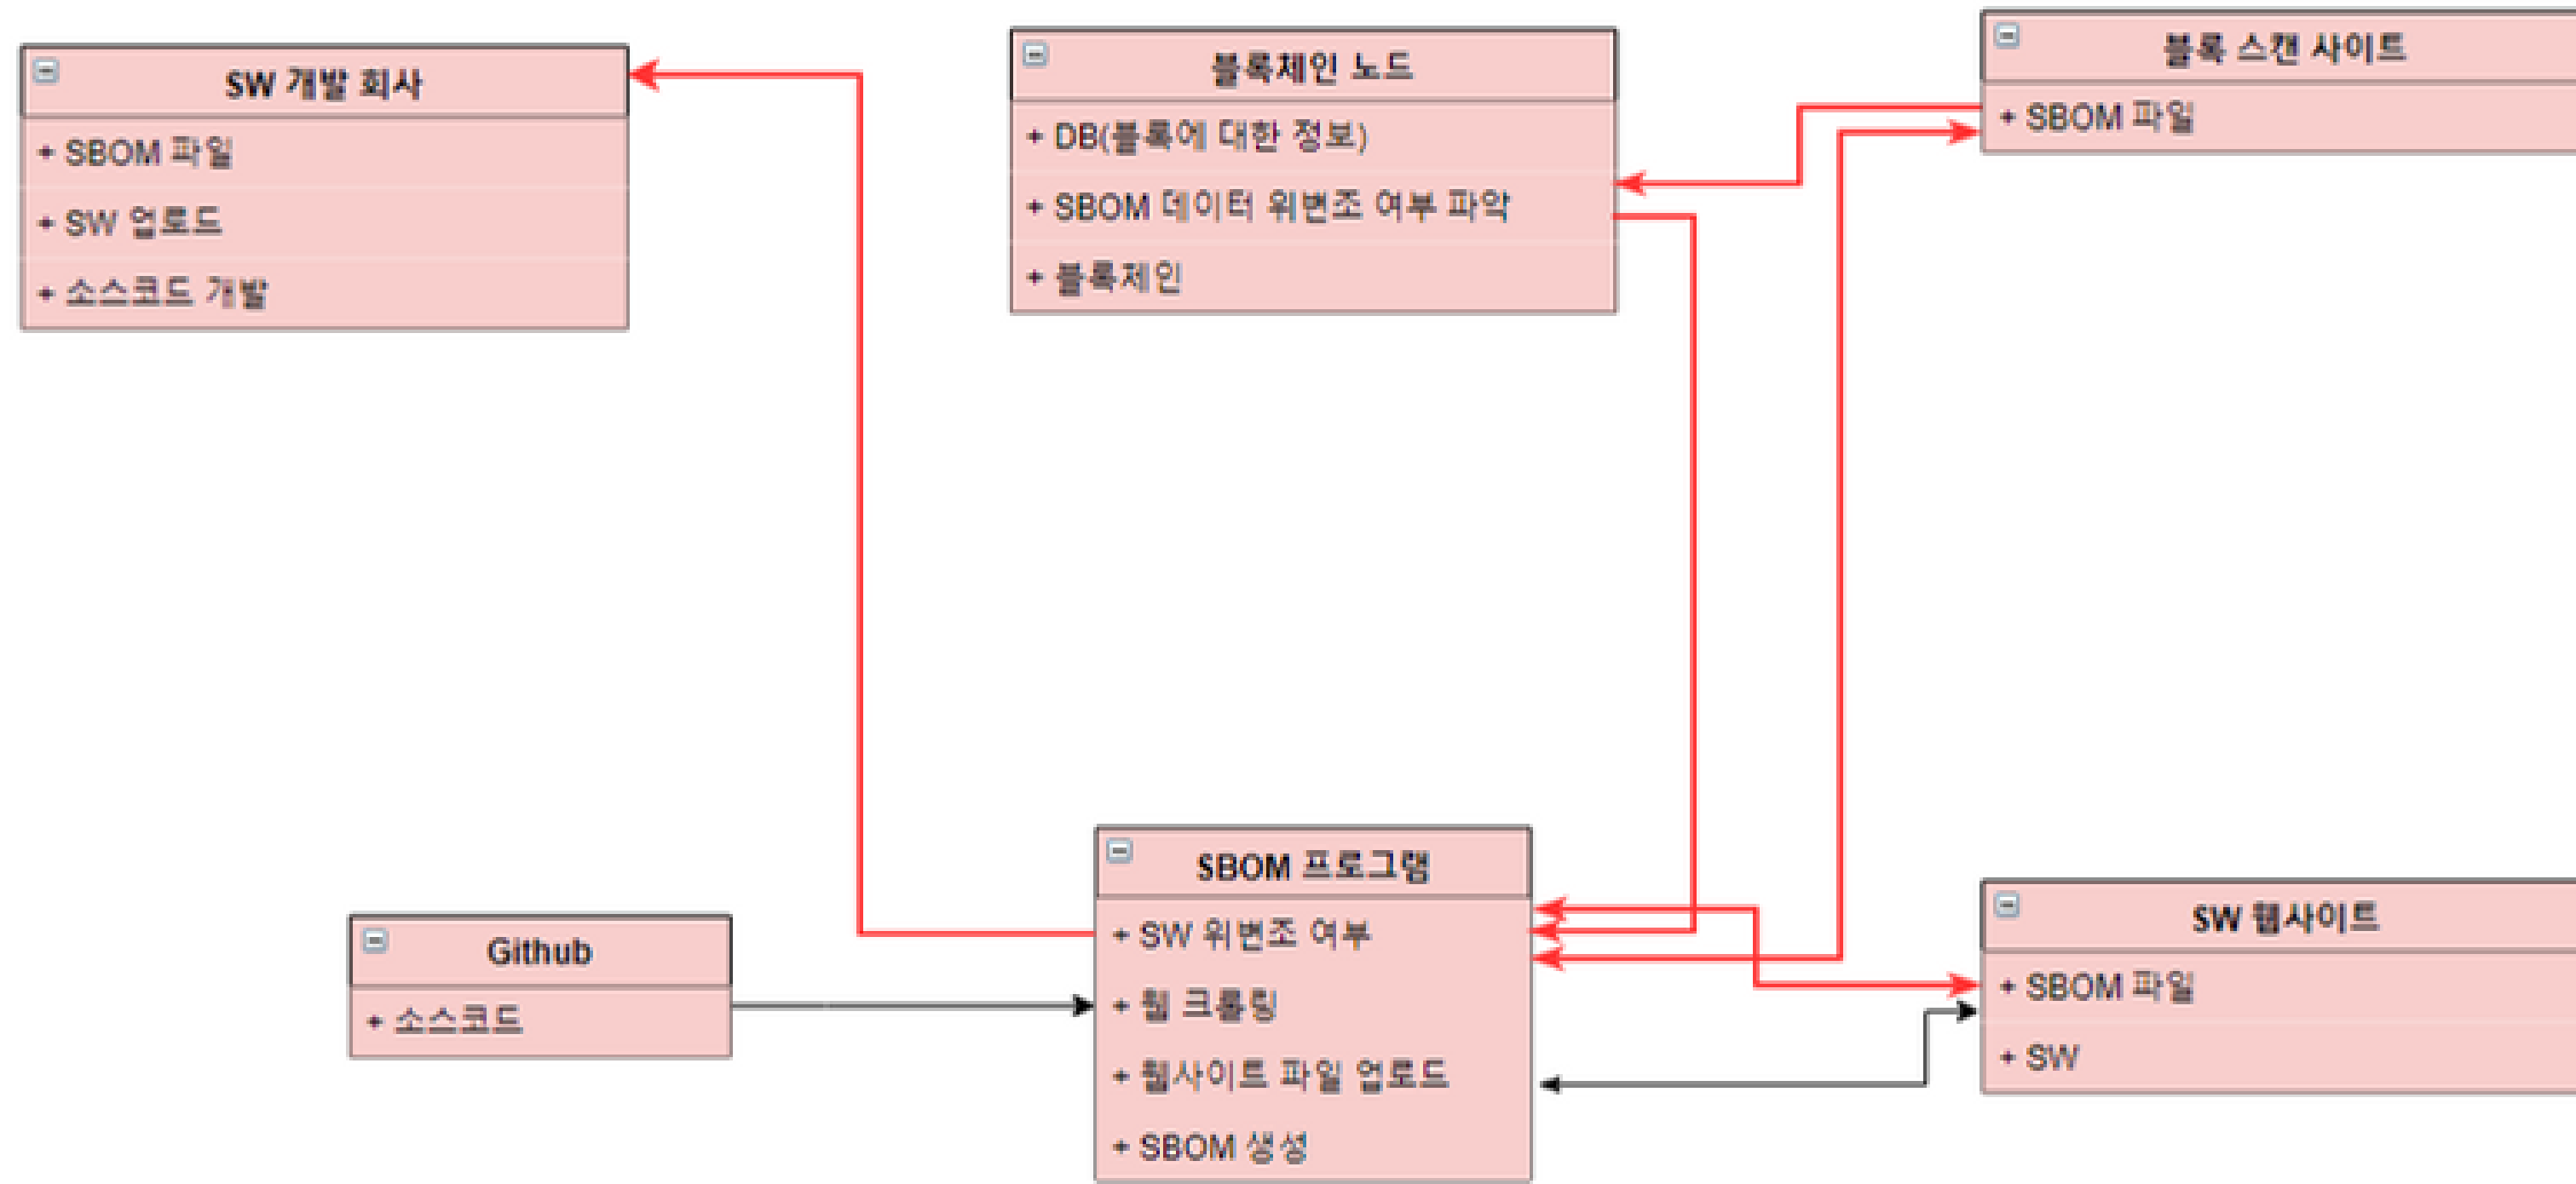 SW 개발 회사
+ SBOM 파일
+ SW 업로드
+ 소스코드 개발
블록체인 노드
+ DB(블록에 대한 정보)
+ SBOM 데이터 위변조 여부 파악
+ 블록체인
블록 스캔 사이트
+ SBOM 파일
Github
+ 소스코드
SBOM 프로그램
+ SW 위변조 여부
+ 웹 크롤링
+ 웹사이트 파일 업로드
+ SBOM 생성
SW 웹사이트
+ SBOM 파일
+ SW